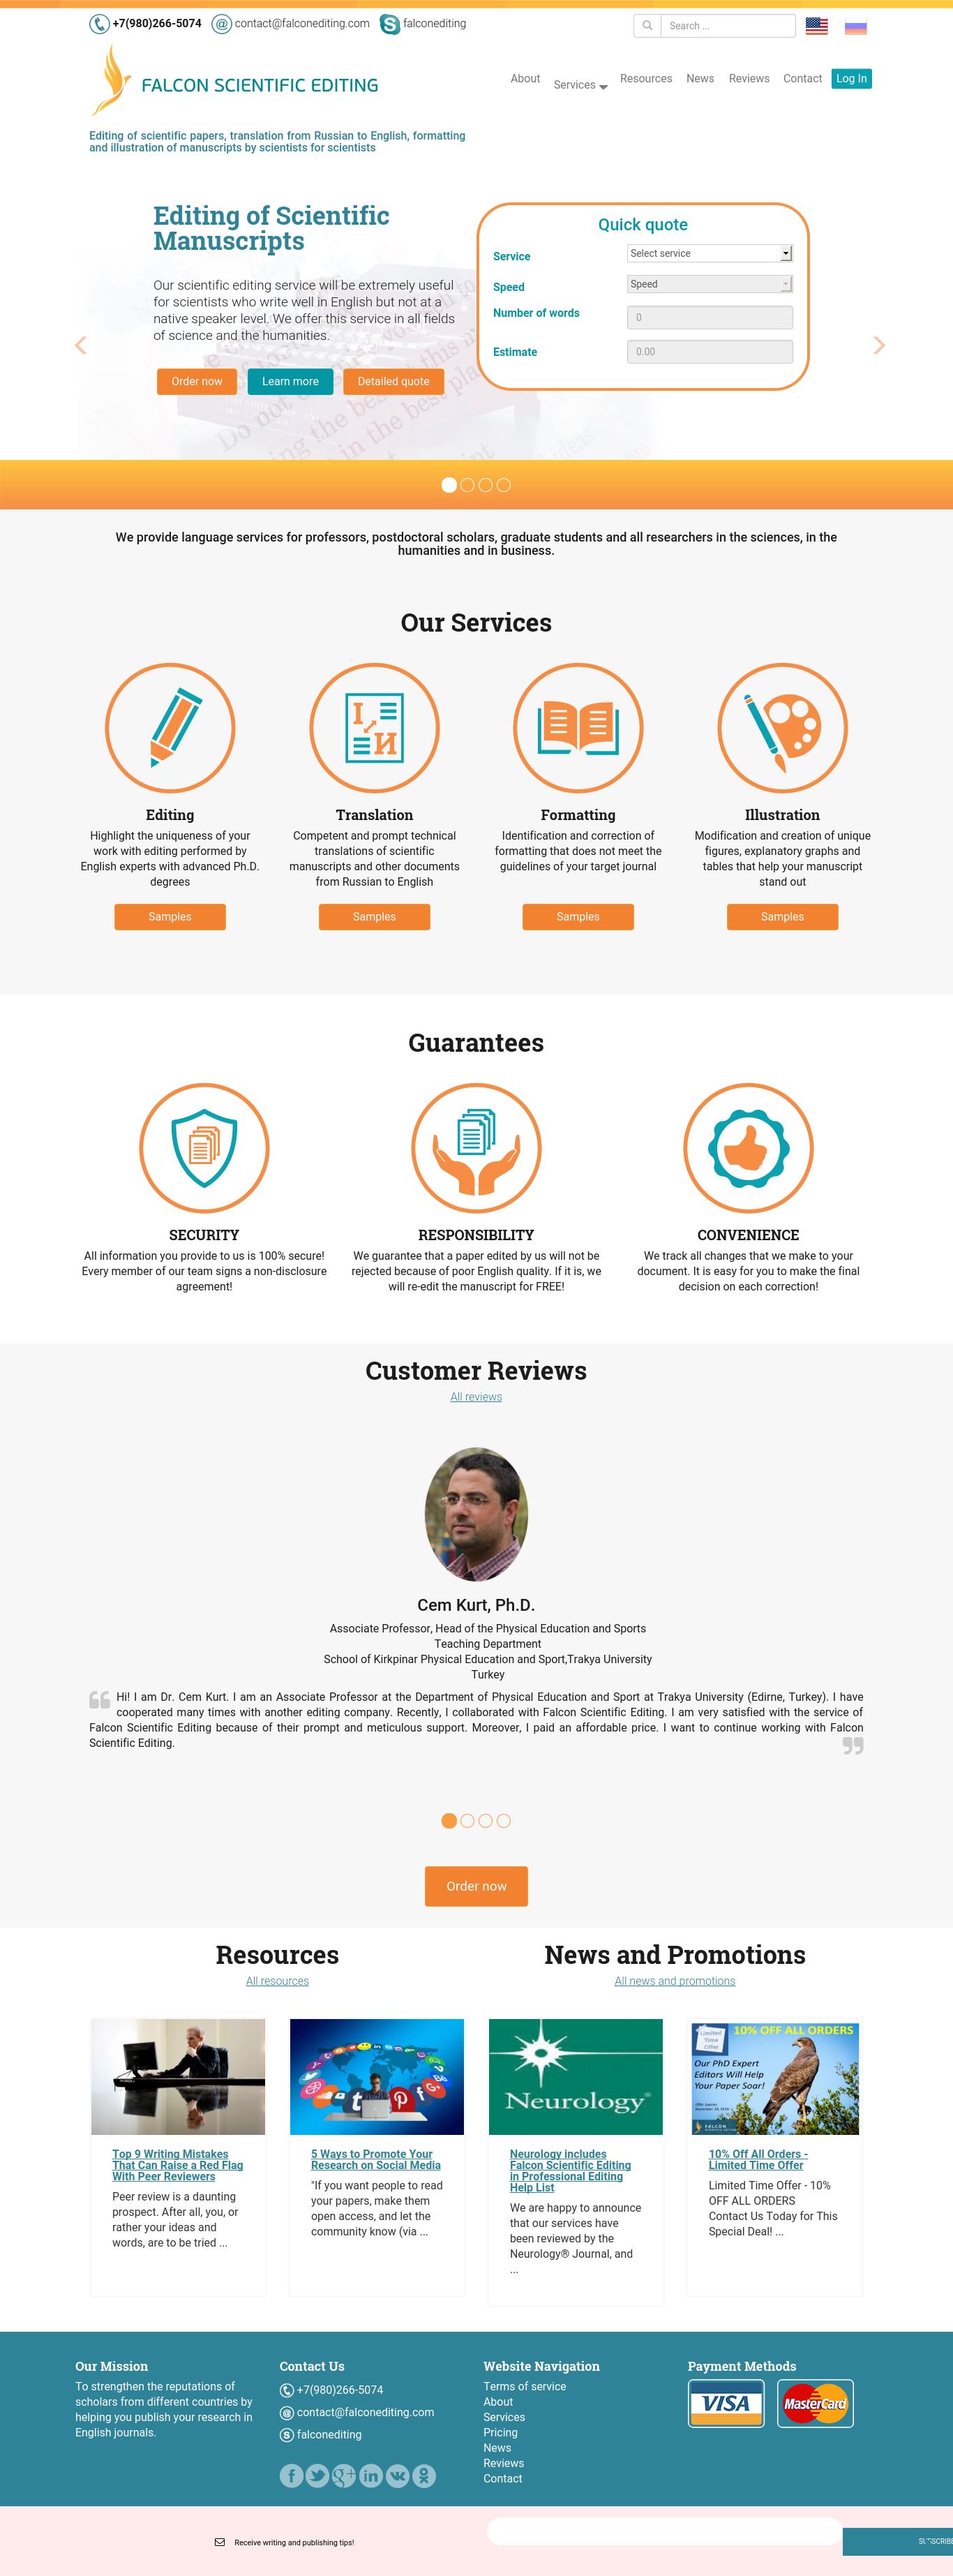 +7(980)266-5074 contact@falconediting.com falconediting
Search ...
FALCON SCIENTIFIC EDITING
About Services Resources News Reviews Contact Log In
Editing of scientific papers, translation from Russian to English, formatting
and illustration of manuscripts by scientists for scientists
Editing of Scientific
Manuscripts
Our scientific editing service will be extremely useful
for scientists who write well in English but not at a
native speaker level. We offer this service in all fields
of science and the humanities.
Order now Learn more Detailed quote
Quick quote
Service Select service
Speed Speed
Number of words 0
Estimate 0.00
We provide language services for professors, postdoctoral scholars, graduate students and all researchers in the sciences, in the
humanities and in business.
Our Services
Editing
Highlight the uniqueness of your
work with editing performed by
English experts with advanced Ph.D.
degrees
Samples
Translation
Competent and prompt technical
translations of scientific
manuscripts and other documents
from Russian to English
Samples
Formatting
Identification and correction of
formatting that does not meet the
guidelines of your target journal
Samples
Illustration
Modification and creation of unique
figures, explanatory graphs and
tables that help your manuscript
stand out
Samples
Guarantees
SECURITY
All information you provide to us is 100% secure!
Every member of our team signs a non-disclosure
agreement!
RESPONSIBILITY
We guarantee that a paper edited by us will not be
rejected because of poor English quality. If it is, we
will re-edit the manuscript for FREE!
CONVENIENCE
We track all changes that we make to your
document. It is easy for you to make the final
decision on each correction!
Customer Reviews
All reviews
Cem Kurt, Ph.D.
Associate Professor, Head of the Physical Education and Sports
Teaching Department
School of Kirkpinar Physical Education and Sport,Trakya University
Turkey
Hi! I am Dr. Cem Kurt. I am an Associate Professor at the Department of Physical Education and Sport at Trakya University (Edirne, Turkey). I have
cooperated many times with another editing company. Recently, I collaborated with Falcon Scientific Editing. I am very satisfied with the service of
Falcon Scientific Editing because of their prompt and meticulous support. Moreover, I paid an affordable price. I want to continue working with Falcon
Scientific Editing.
Order now
Resources
All resources
News and Promotions
All news and promotions
Top 9 Writing Mistakes
That Can Raise a Red Flag
With Peer Reviewers
Peer review is a daunting
prospect. After all, you, or
rather your ideas and
words, are to be tried ...
5 Ways to Promote Your
Research on Social Media
"If you want people to read
your papers, make them
open access, and let the
community know (via ...
Neurology®
Neurology includes
Falcon Scientific Editing
in Professional Editing
Help List
We are happy to announce
that our services have
been reviewed by the
Neurology® Journal, and
...
Limited
Time
Offer
10% OFF ALL ORDERS
Our PhD Expert
Editors Will Help
Your Paper Soar!
FALCON
10% Off All Orders -
Limited Time Offer
Limited Time Offer - 10%
OFF ALL ORDERS
Contact Us Today for This
Special Deal! ...
Our Mission
To strengthen the reputations of
scholars from different countries by
helping you publish your research in
English journals.
Contact Us
+7(980)266-5074
contact@falconediting.com
falconediting
Website Navigation
Terms of service
About
Services
Pricing
News
Reviews
Contact
Payment Methods
VISA MasterCard
Receive writing and publishing tips!